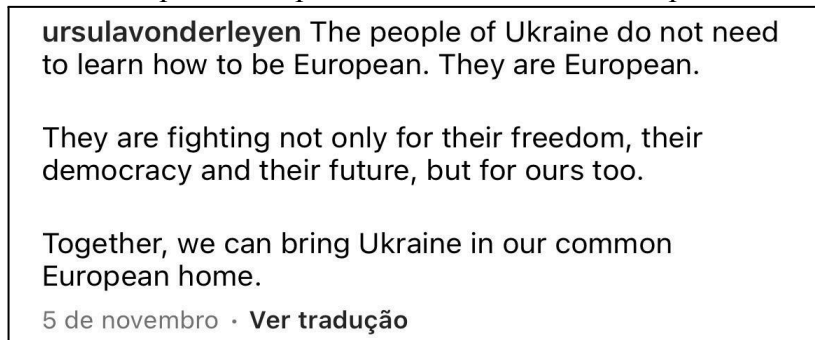 ursulavonderleyen The people of Ukraine do not need
to learn how to be European. They are European.
They are fighting not only for their freedom, their
democracy and their future, but for ours too.
Together, we can bring Ukraine in our common
European home.
5 de novembro · Ver tradução